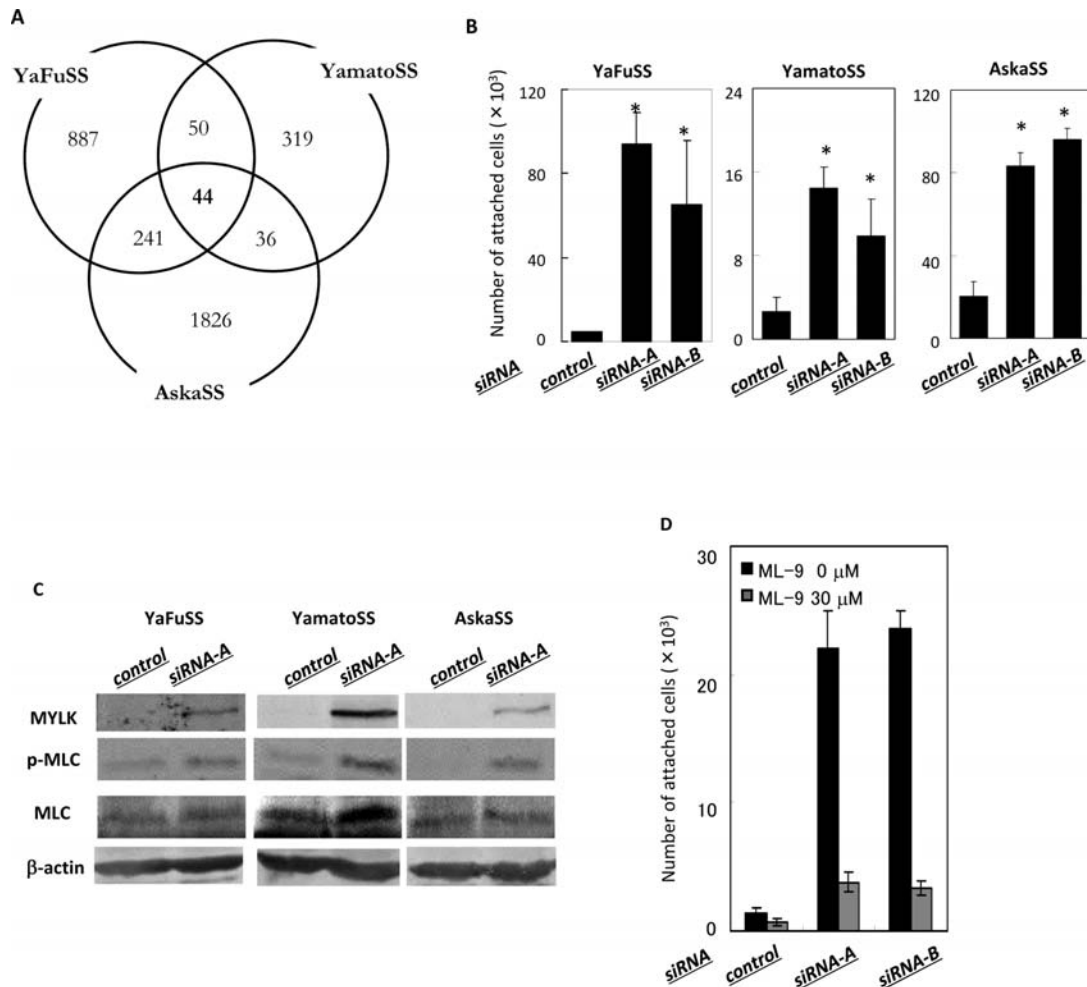 A
YaFuSS
YamatoSS
887
50
319
44
241
36
1826
AskaSS
B
YaFuSS
YamatoSS
AskaSS
Number of attached cells (×10³)
120
80
40
0
24
16
8
0
120
80
40
0
*
*
*
*
*
*
siRNA
control
siRNA-A
siRNA-B
control
siRNA-A
siRNA-B
control
siRNA-A
siRNA-B
C
YaFuSS
YamatoSS
AskaSS
control
siRNA-A
control
siRNA-A
control
siRNA-A
MYLK
p-MLC
MLC
β-actin
D
Number of attached cells (×10³)
30
20
10
0
ML-9 0 μM
ML-9 30 μM
siRNA
control
siRNA-A
siRNA-B